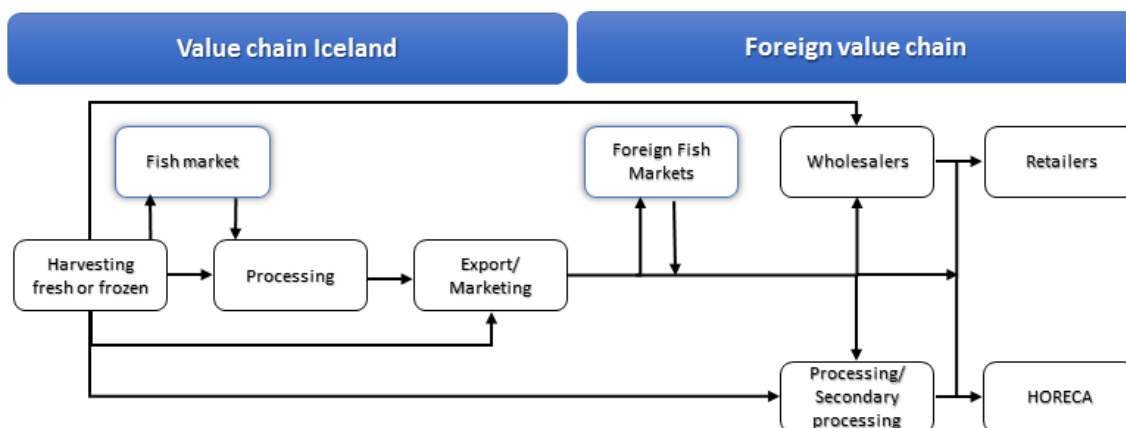 Value chain Iceland
Foreign value chain
Fish market
Foreign Fish
Markets
Wholesalers
Retailers
Harvesting
fresh or frozen
Processing
Export/
Marketing
Processing/
Secondary
processing
HORECA